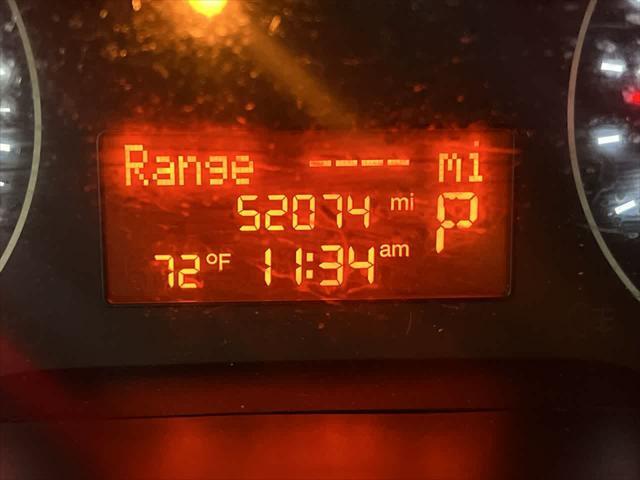 Range ---- mi
52074 mi P
72°F 11:34 am